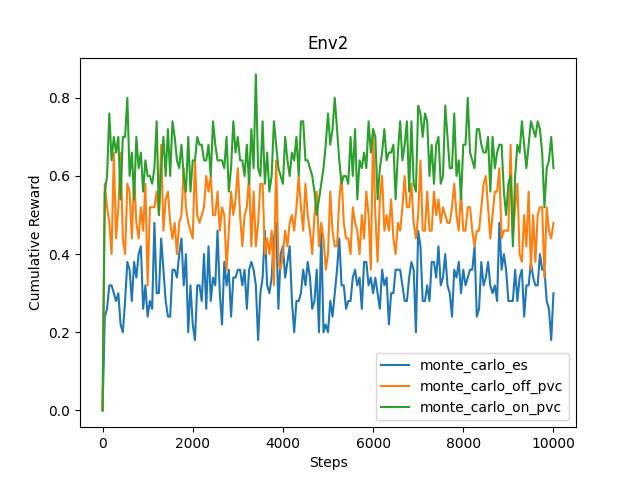 Env2
Cumulative Reward
0.8
0.6
0.4
0.2
0.0
monte_carlo_es
monte_carlo_off_pvc
monte_carlo_on_pvc
0 2000 4000 6000 8000 10000
Steps